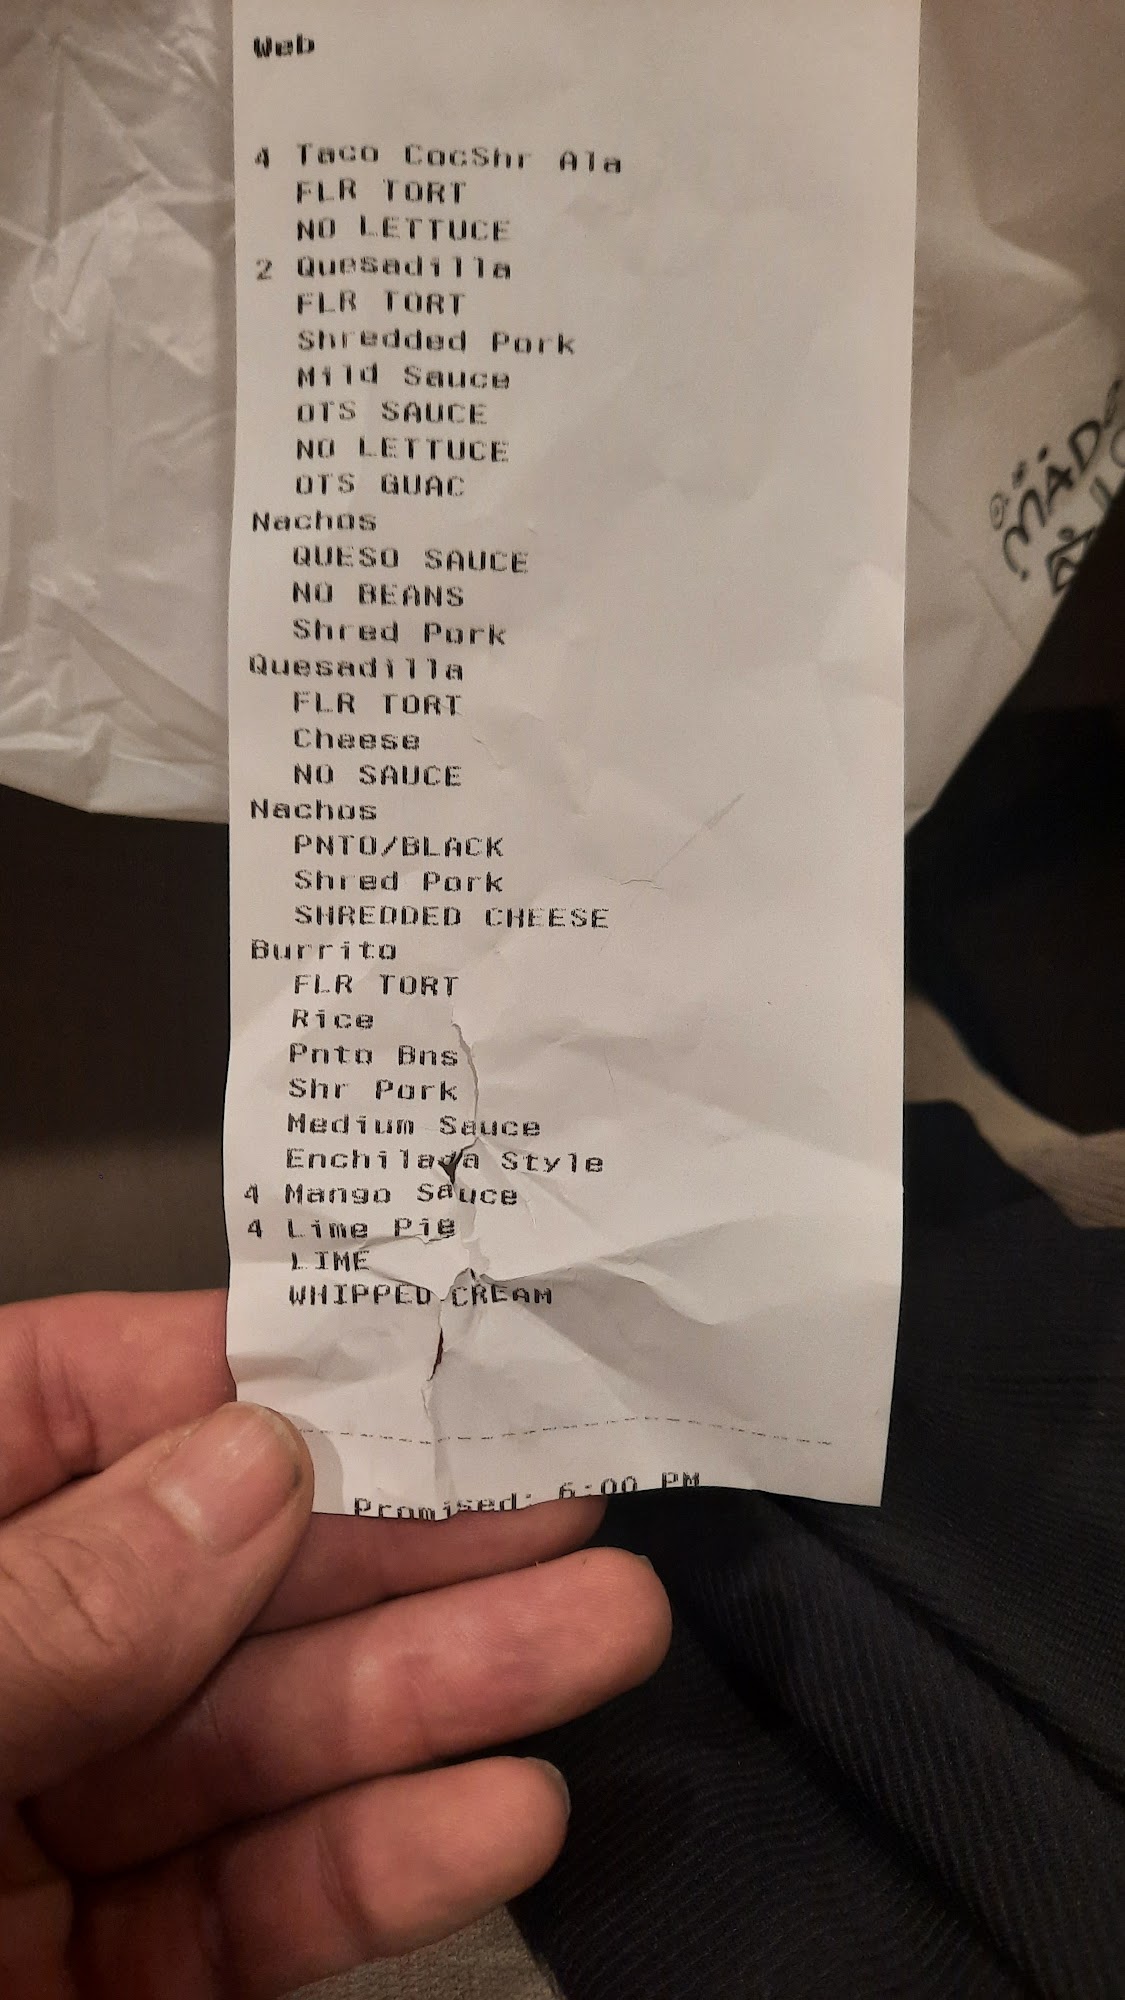 Web
4 Taco CocShr Ala
FLR TORT
NO LETTUCE
2 Quesadilla
FLR TORT
Shredded Pork
Mild Sauce
OTS SAUCE
NO LETTUCE
OTS GUAC
Nachos
QUESO SAUCE
NO BEANS
Shred Pork
Quesadilla
FLR TORT
Cheese
NO SAUCE
Nachos
PNTO/BLACK
Shred Pork
SHREDDED CHEESE
Burrito
FLR TORT
Rice
Pnto Bns
Shr Pork
Medium Sauce
Enchilada Style
4 Mango Sauce
4 Lime Pie
LIME
WHIPPED CREAM
Promised: 6:00 PM